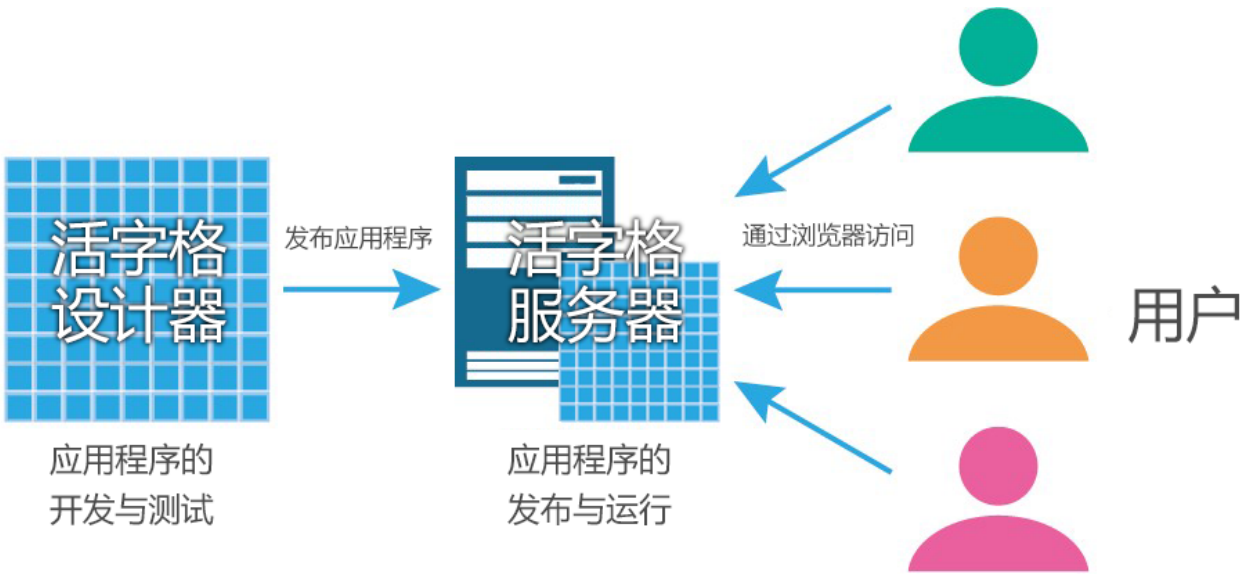 活字格
设计器
应用程序的
开发与测试
发布应用程序
活字格
服务器
应用程序的
发布与运行
通过浏览器访问
用户